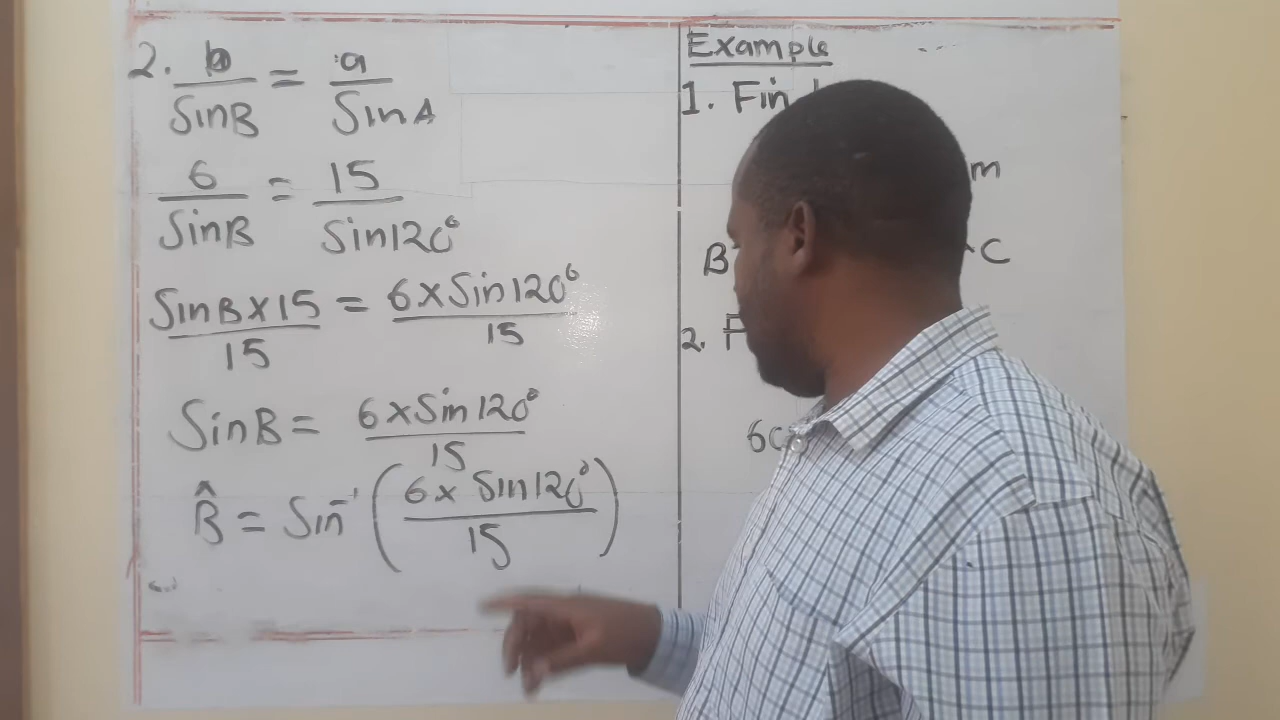 2. b/SinB = a/SinA
6/SinB = 15/Sin120°
SinB x 15/15 = 6 x Sin120°/15
SinB = 6 x Sin120°/15
B̂ = Sin⁻¹ (6 x Sin120°/15)
Example
1. Fin
m
B C
2. F
6c